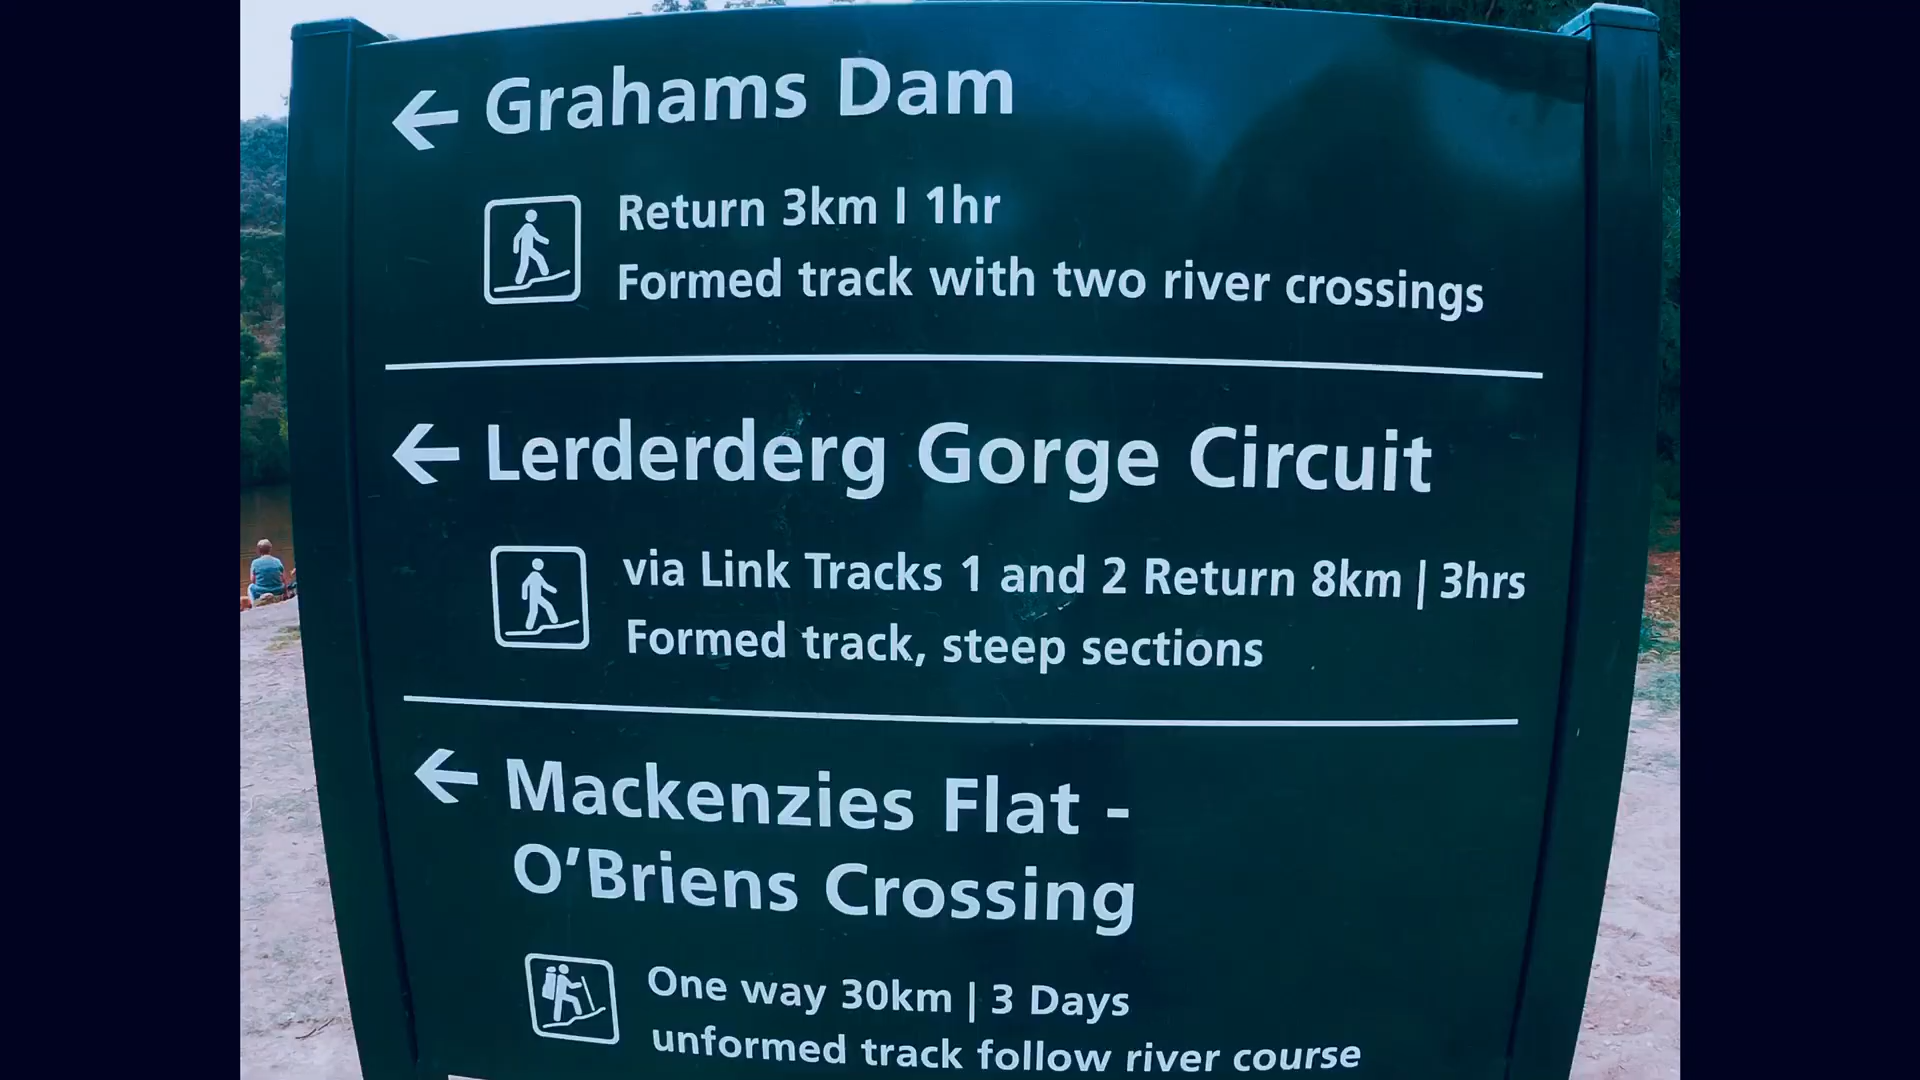 Grahams Dam
Return 3km | 1hr
Formed track with two river crossings
Lerderderg Gorge Circuit
via Link Tracks 1 and 2 Return 8km | 3hrs
Formed track, steep sections
Mackenzies Flat -
O'Briens Crossing
One way 30km | 3 Days
unformed track follow river course